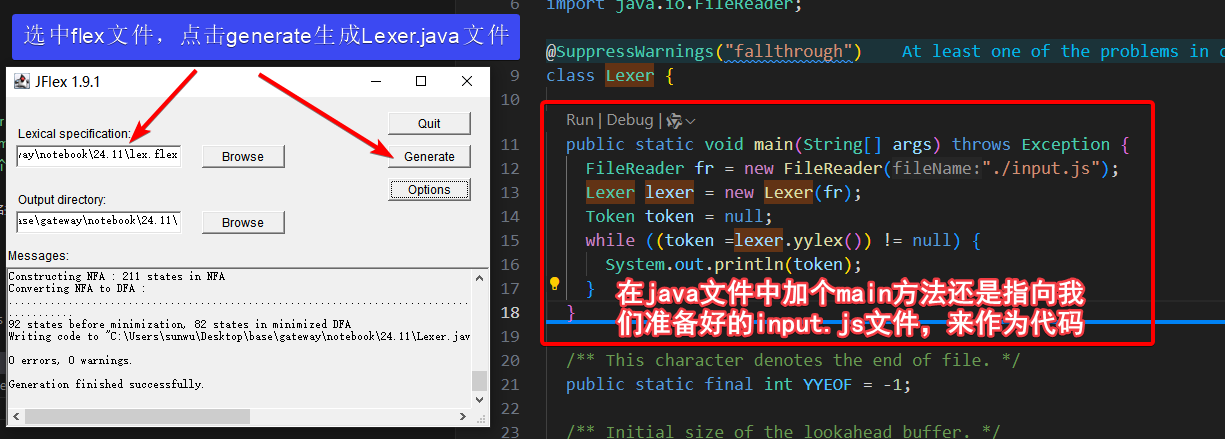 选中flex文件，点击generate生成Lexer.java文件
JFlex 1.9.1
Lexical specification:
vay\notebook\24.11\lex.flex
Browse
Quit
Generate
Options
Output directory:
ase\gateway\notebook\24.11\
Browse
Messages:
Constructing NFA : 211 states in NFA
Converting NFA to DFA :
92 states before minimization, 82 states in minimized DFA
Writing code to "C:\Users\sunwu\Desktop\base\gateway\notebook\24.11\Lexer.jav
0 errors, 0 warnings.
Generation finished successfully.
6 import java.io.FileReader;
@SuppressWarnings("fallthrough") At least one of the problems in c
9 class Lexer {
10
Run | Debug |
11 public static void main(String[] args) throws Exception {
12 FileReader fr = new FileReader(fileName:"./input.js");
13 Lexer lexer = new Lexer(fr);
14 Token token = null;
15 while ((token =lexer.yylex()) != null) {
16 System.out.println(token);
17 }
18 }
在java文件中加个main方法还是指向我
们准备好的input.js文件，来作为代码
19
20 /** This character denotes the end of file. */
21 public static final int YYEOF = -1;
22
23 /** Initial size of the lookahead buffer. */